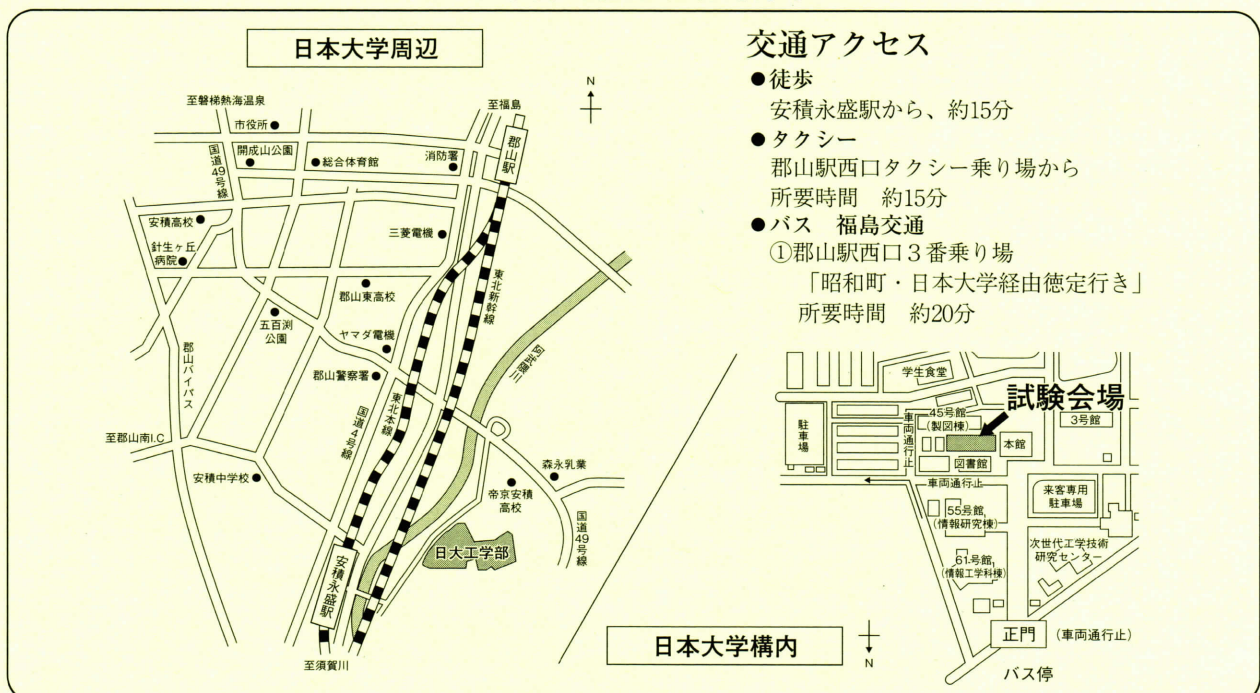 日本大学周辺
N
至磐梯熱海温泉
至福島
市役所
郡山駅
国道49号線
開成山公園
総合体育館
消防署
安積高校
三菱電機
針生ヶ丘
病院
東北新幹線
郡山東高校
五百渕
公園
ヤマダ電機
阿武隈川
郡山バイパス
郡山警察署
東北本線
国道4号線
至郡山南I.C
安積中学校
森永乳業
帝京安積
高校
国道49号線
日大工学部
安積永盛駅
至須賀川
交通アクセス
●徒歩
安積永盛駅から、約15分
●タクシー
郡山駅西口タクシー乗り場から
所要時間 約15分
●バス 福島交通
①郡山駅西口3番乗り場
「昭和町・日本大学経由徳定行き」
所要時間 約20分
学生食堂
試験会場
駐車場
車両通行止
45号館
(製図棟)
本館
3号館
図書館
車両通行止
55号館
(情報研究棟)
来客専用
駐車場
61号館
(情報工学科棟)
次世代工学技術
研究センター
日本大学構内
N
正門 (車両通行止)
バス停